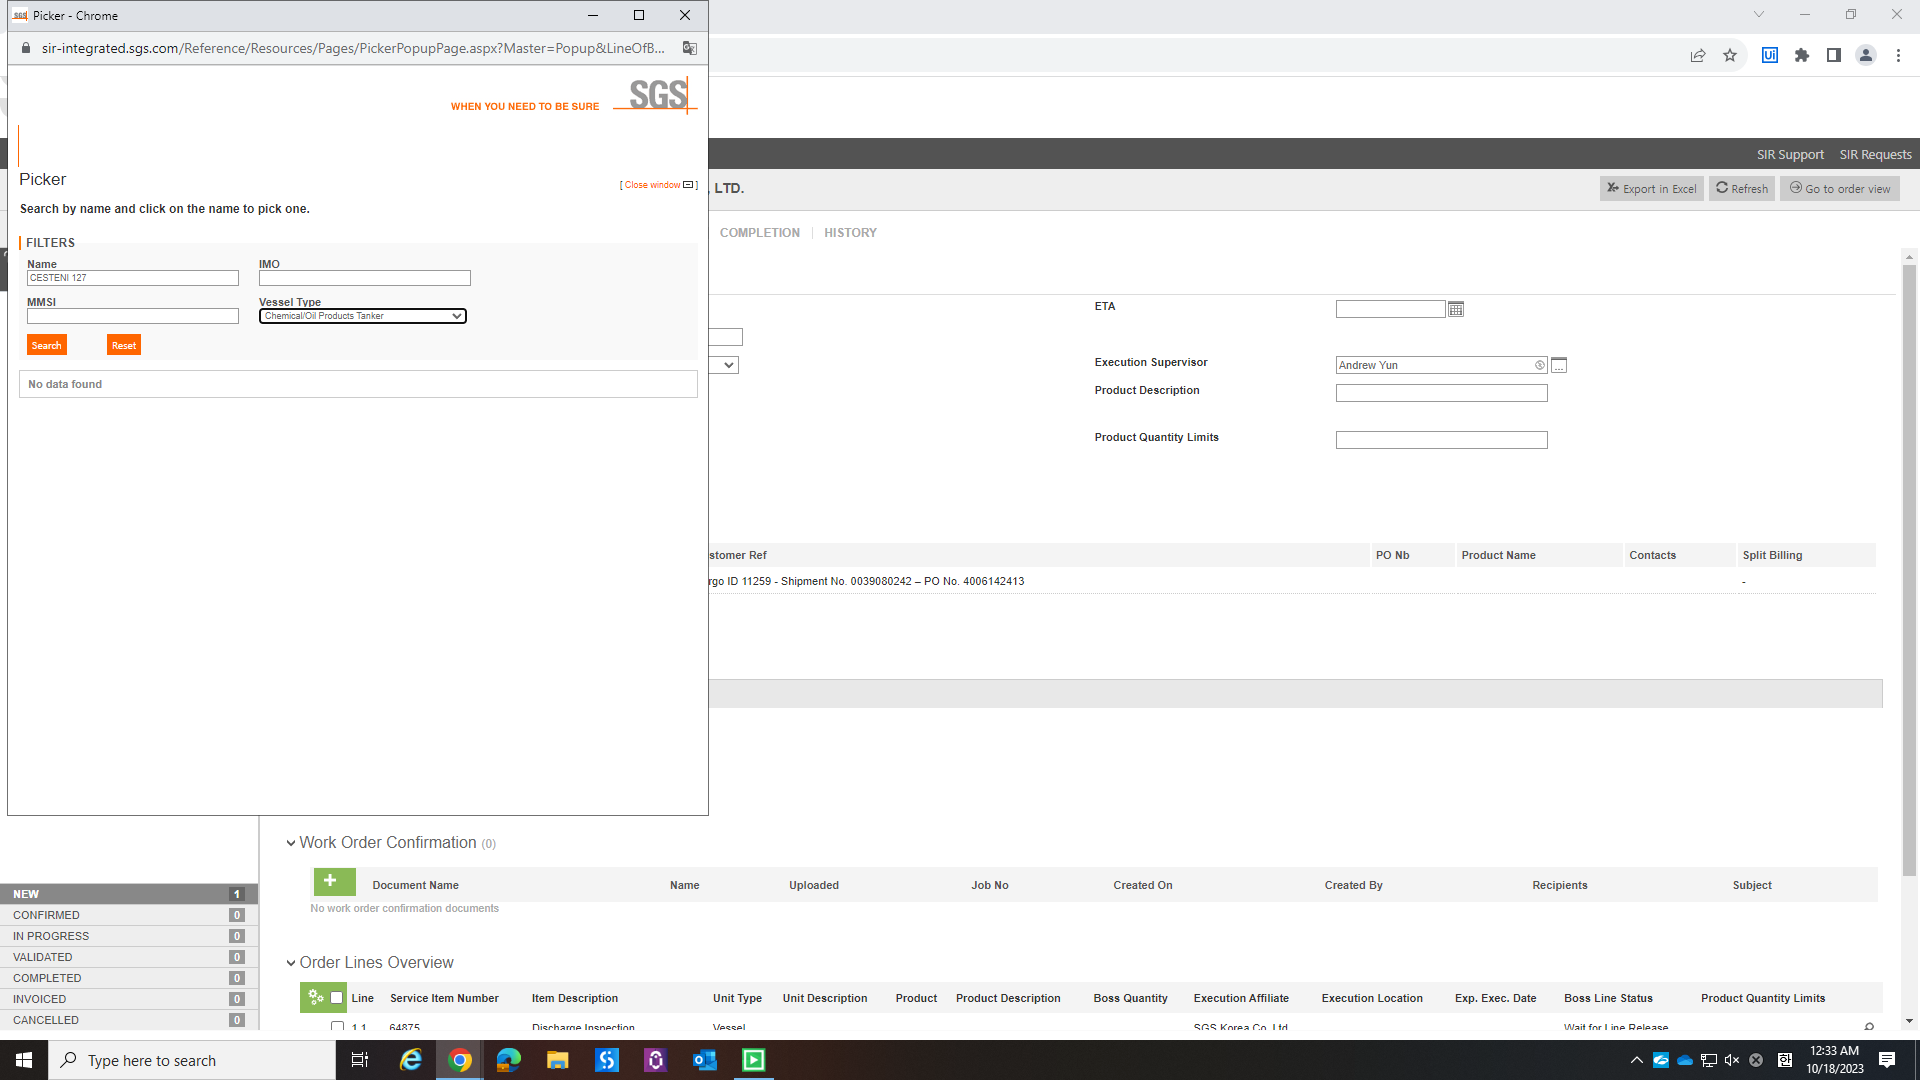 Picker - Chrome
sir-integrated.sgs.com/Reference/Resources/Pages/PickerPopupPage.aspx?Master=Popup&LineOfB...
WHEN YOU NEED TO BE SURE
SGS
SIR Support
SIR Requests
Picker
[ Close window ]
, LTD.
Export in Excel
Refresh
Go to order view
Search by name and click on the name to pick one.
COMPLETION
HISTORY
FILTERS
Name
IMO
CESTENI 127
MMSI
Vessel Type
Chemical/Oil Products Tanker
Search
Reset
No data found
ETA
Execution Supervisor
Andrew Yun
Product Description
Product Quantity Limits
stomer Ref
PO Nb
Product Name
Contacts
Split Billing
rgo ID 11259 - Shipment No. 0039080242 – PO No. 4006142413
-
Work Order Confirmation (0)
Document Name
Name
Uploaded
Job No
Created On
Created By
Recipients
Subject
No work order confirmation documents
NEW 1
CONFIRMED 0
IN PROGRESS 0
VALIDATED 0
COMPLETED 0
INVOICED 0
CANCELLED 0
Order Lines Overview
Line
Service Item Number
Item Description
Unit Type
Unit Description
Product
Product Description
Boss Quantity
Execution Affiliate
Execution Location
Exp. Exec. Date
Boss Line Status
Product Quantity Limits
1.1
64875
Discharge Inspection
Vessel
SGS Korea Co. Ltd
Wait for Line Release
Type here to search
12:33 AM
10/18/2023